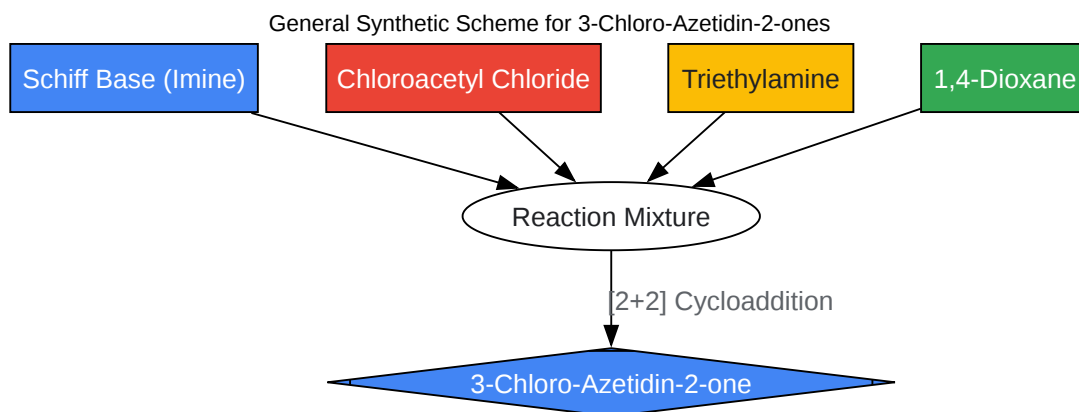 General Synthetic Scheme for 3-Chloro-Azetidin-2-ones
Schiff Base (Imine)
Chloroacetyl Chloride
Triethylamine
1,4-Dioxane
Reaction Mixture
[2+2] Cycloaddition
3-Chloro-Azetidin-2-one